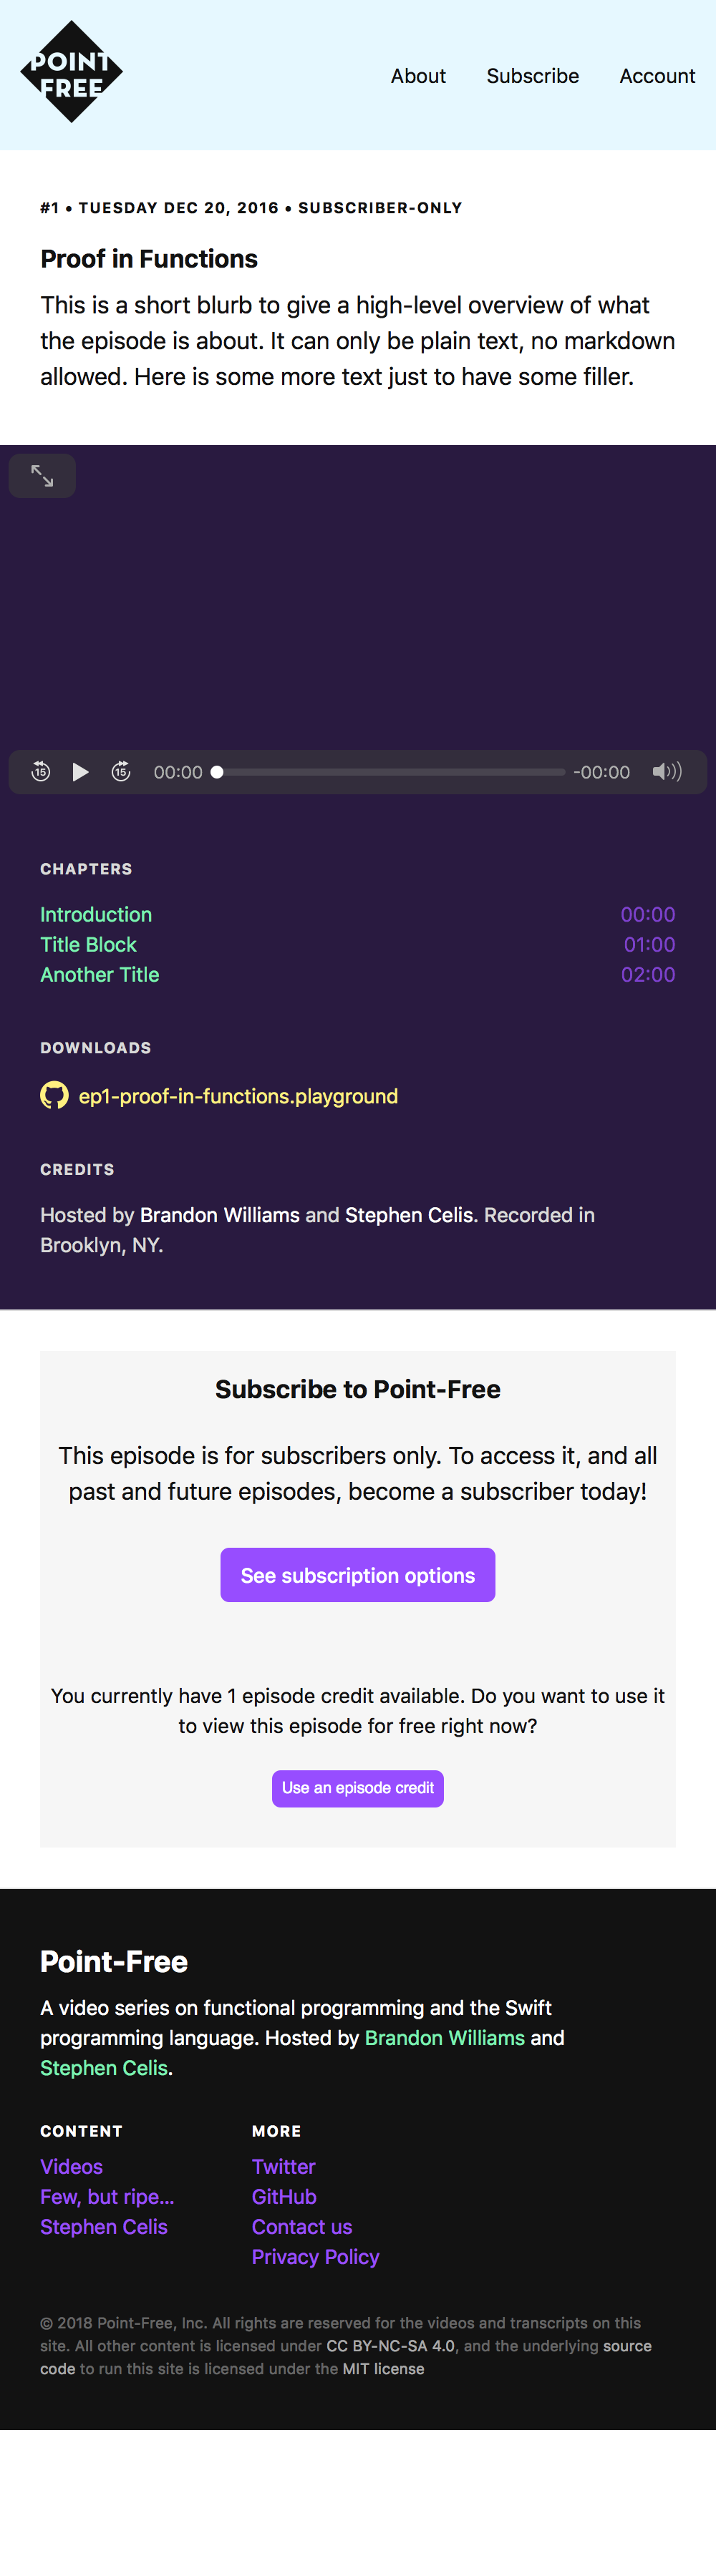 POINT
FREE
About Subscribe Account
#1 • TUESDAY DEC 20, 2016 • SUBSCRIBER-ONLY
Proof in Functions
This is a short blurb to give a high-level overview of what
the episode is about. It can only be plain text, no markdown
allowed. Here is some more text just to have some filler.
15 15 00:00 -00:00
CHAPTERS
Introduction 00:00
Title Block 01:00
Another Title 02:00
DOWNLOADS
ep1-proof-in-functions.playground
CREDITS
Hosted by Brandon Williams and Stephen Celis. Recorded in
Brooklyn, NY.
Subscribe to Point-Free
This episode is for subscribers only. To access it, and all
past and future episodes, become a subscriber today!
See subscription options
You currently have 1 episode credit available. Do you want to use it
to view this episode for free right now?
Use an episode credit
Point-Free
A video series on functional programming and the Swift
programming language. Hosted by Brandon Williams and
Stephen Celis.
CONTENT
Videos
Few, but ripe...
Stephen Celis
MORE
Twitter
GitHub
Contact us
Privacy Policy
© 2018 Point-Free, Inc. All rights are reserved for the videos and transcripts on this
site. All other content is licensed under CC BY-NC-SA 4.0, and the underlying source
code to run this site is licensed under the MIT license